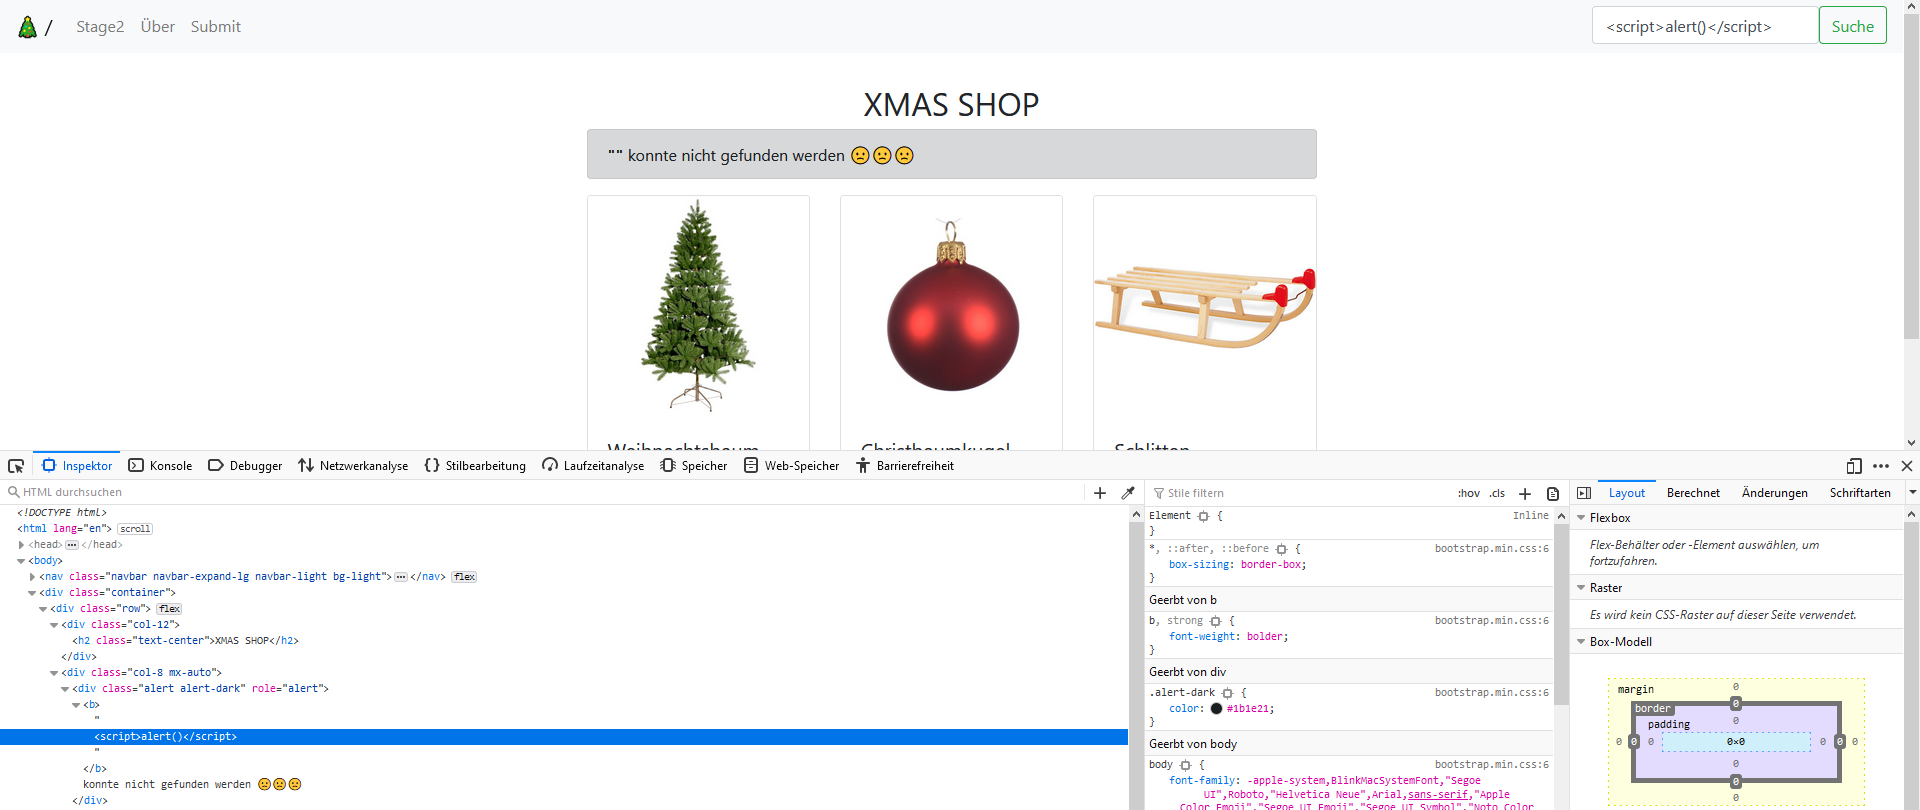 / Stage2 Über Submit <script>alert()</script> Suche
XMAS SHOP
"" konnte nicht gefunden werden 😟😟😟
Weihnachtsbaum Christbaumkugel Schlitten
Inspektor Konsole Debugger Netzwerkanalyse Stilbearbeitung Laufzeitanalyse Speicher Web-Speicher Barrierefreiheit
HTML durchsuchen
<!DOCTYPE html>
<html lang="en"> scroll
<head> ••• </head>
<body>
<nav class="navbar navbar-expand-lg navbar-light bg-light"> ••• </nav> flex
<div class="container">
<div class="row"> flex
<div class="col-12">
<h2 class="text-center">XMAS SHOP</h2>
</div>
<div class="col-8 mx-auto">
<div class="alert alert-dark" role="alert">
<b>
"
<script>alert()</script>
"
</b>
konnte nicht gefunden werden 😟😟😟
</div>
Stile filtern :hov .cls
Element { Inline
}
*, ::after, ::before { bootstrap.min.css:6
box-sizing: border-box;
}
Geerbt von b
b, strong { bootstrap.min.css:6
font-weight: bolder;
}
Geerbt von div
.alert-dark { bootstrap.min.css:6
color: #1b1e21;
}
Geerbt von body
body { bootstrap.min.css:6
font-family: -apple-system,BlinkMacSystemFont,"Segoe
UI",Roboto,"Helvetica Neue",Arial,sans-serif,"Apple
Color Emoji","Segoe UI Emoji","Segoe UI Symbol","Noto Color
Layout Berechnet Änderungen Schriftarten
Flexbox
Flex-Behälter oder -Element auswählen, um
fortzufahren.
Raster
Es wird kein CSS-Raster auf dieser Seite verwendet.
Box-Modell
margin 0
border 0
padding 0
0 0 0 0×0 0 0 0
0
0
0